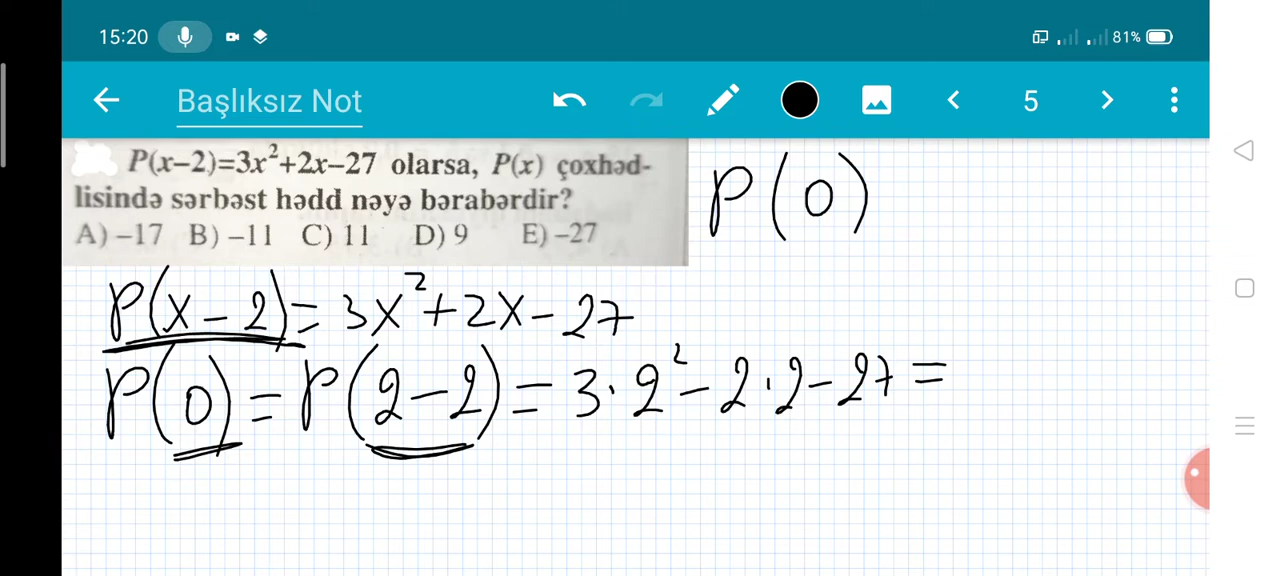 15:20
81%
Başlıksız Not
5
P(x–2)=3x²+2x–27 olarsa, P(x) çoxhəd-
lisində sərbəst hədd nəyə bərabərdir?
A) –17 B) –11 C) 11 D) 9 E) –27
P(0)
P(x – 2) = 3x² + 2x – 27
P(0) = P(2 – 2) = 3 · 2² – 2 · 2 – 27 =